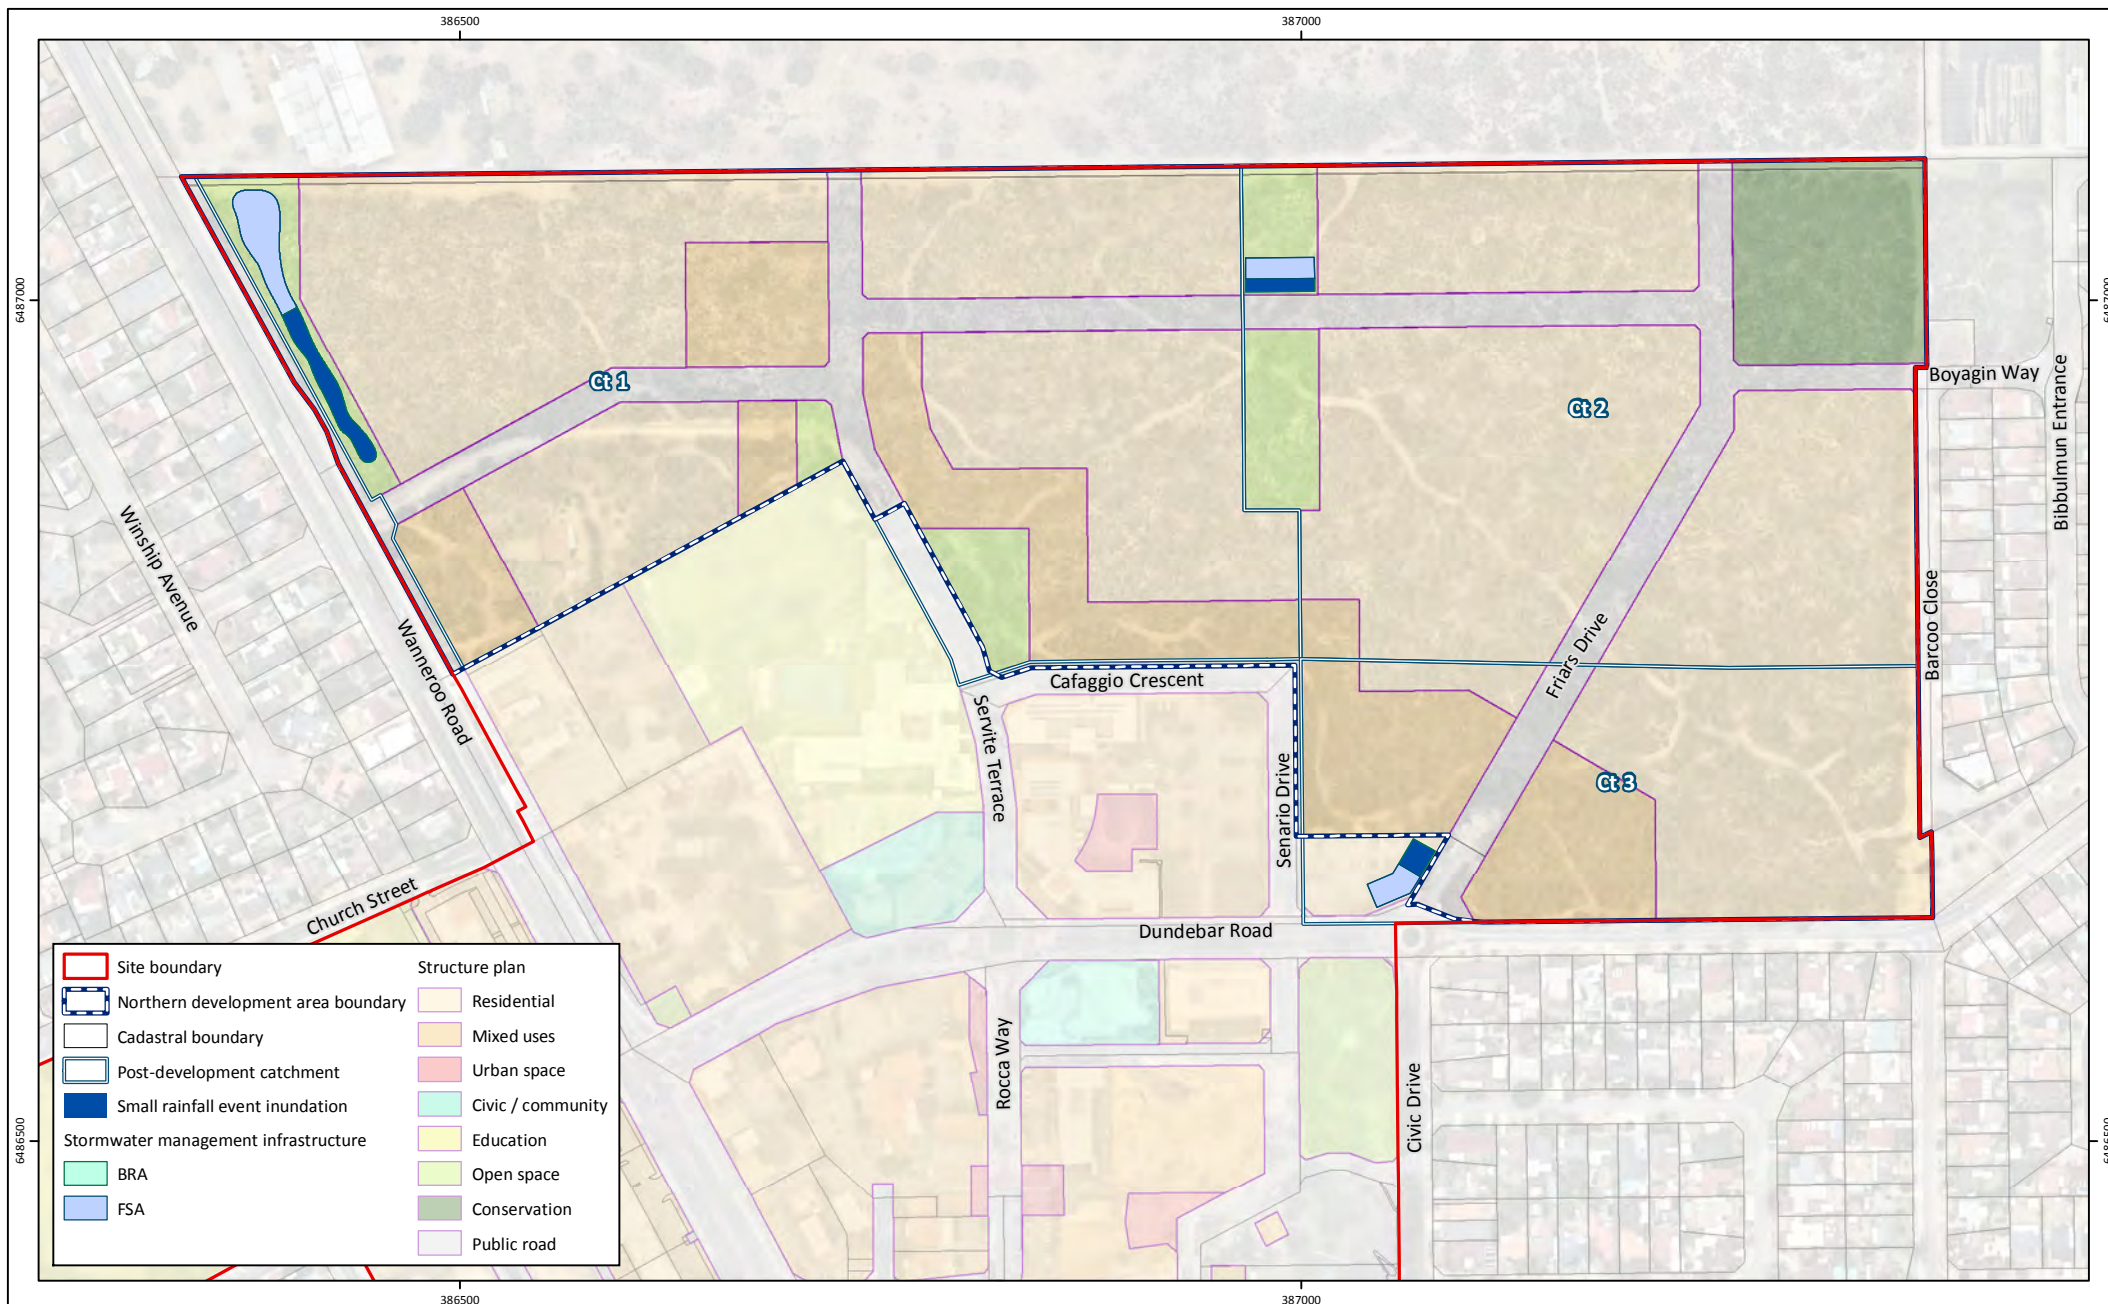 386500
387000
6487000
6487000
Ct 1
Ct 2
Ct 3
Boyagin Way
Bibbulmun Entrance
Barcoo Close
Winship Avenue
Wanneroo Road
Friars Drive
Cafaggio Crescent
Servite Terrace
Senario Drive
Church Street
Dundebar Road
Rocca Way
Civic Drive
6486500
6486500
Site boundary
Northern development area boundary
Cadastral boundary
Post-development catchment
Small rainfall event inundation
Stormwater management infrastructure
BRA
FSA
Structure plan
Residential
Mixed uses
Urban space
Civic / community
Education
Open space
Conservation
Public road
386500
387000